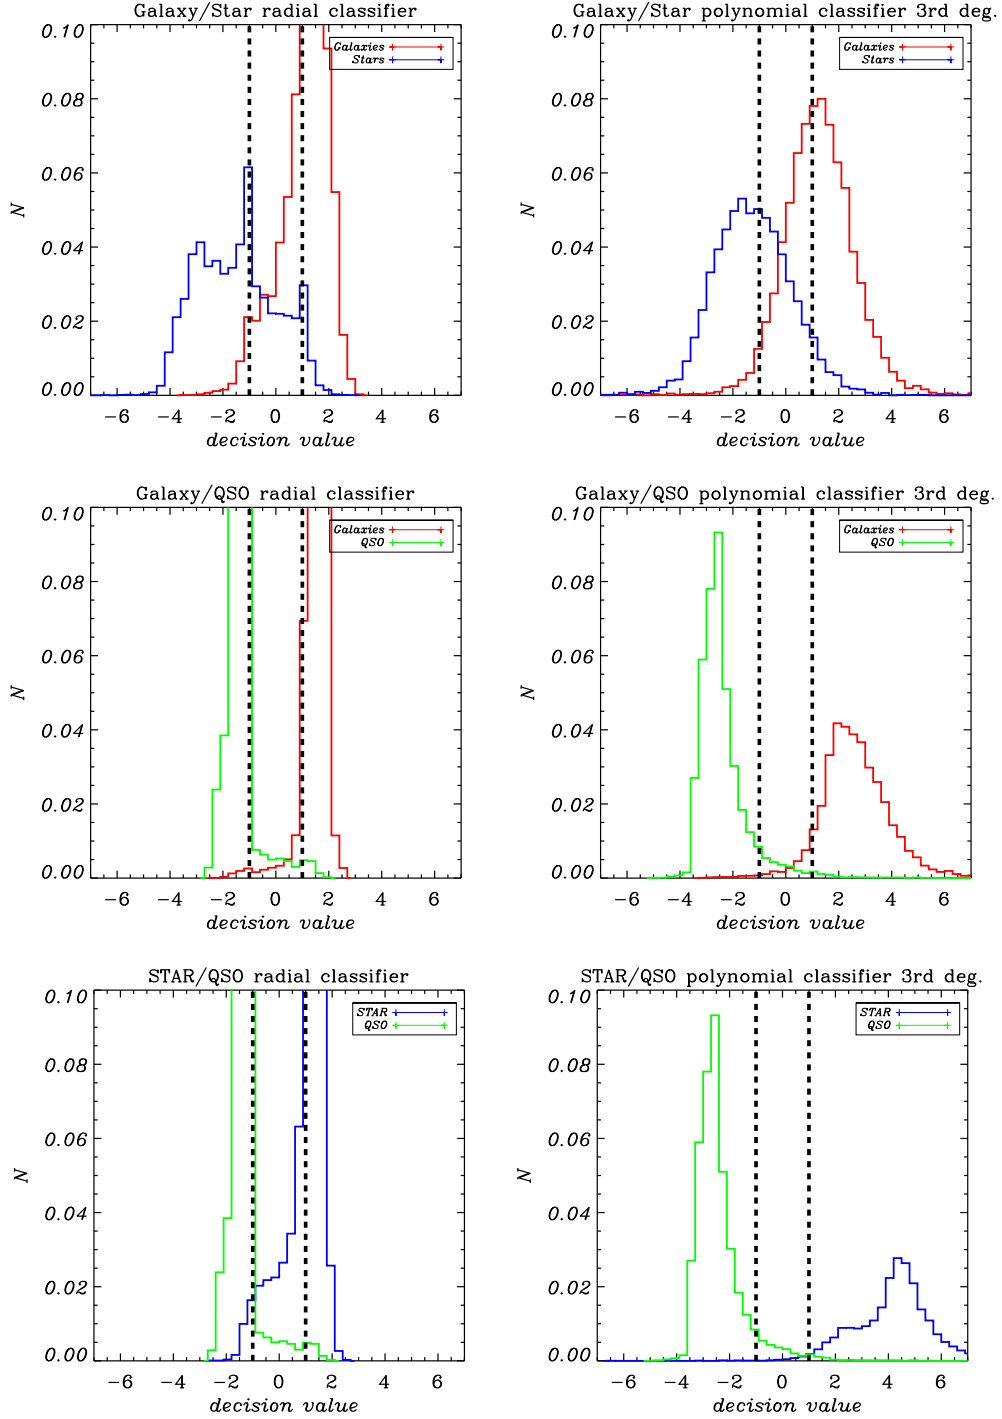 Galaxy/Star radial classifier
Galaxies
Stars
0.10
0.08
0.06
0.04
0.02
0.00
N
-6 -4 -2 0 2 4 6
decision value
Galaxy/Star polynomial classifier 3rd deg.
Galaxies
Stars
0.10
0.08
0.06
0.04
0.02
0.00
N
-6 -4 -2 0 2 4 6
decision value
Galaxy/QSO radial classifier
Galaxies
QSO
0.10
0.08
0.06
0.04
0.02
0.00
N
-6 -4 -2 0 2 4 6
decision value
Galaxy/QSO polynomial classifier 3rd deg.
Galaxies
QSO
0.10
0.08
0.06
0.04
0.02
0.00
N
-6 -4 -2 0 2 4 6
decision value
STAR/QSO radial classifier
STAR
QSO
0.10
0.08
0.06
0.04
0.02
0.00
N
-6 -4 -2 0 2 4 6
decision value
STAR/QSO polynomial classifier 3rd deg.
STAR
QSO
0.10
0.08
0.06
0.04
0.02
0.00
N
-6 -4 -2 0 2 4 6
decision value